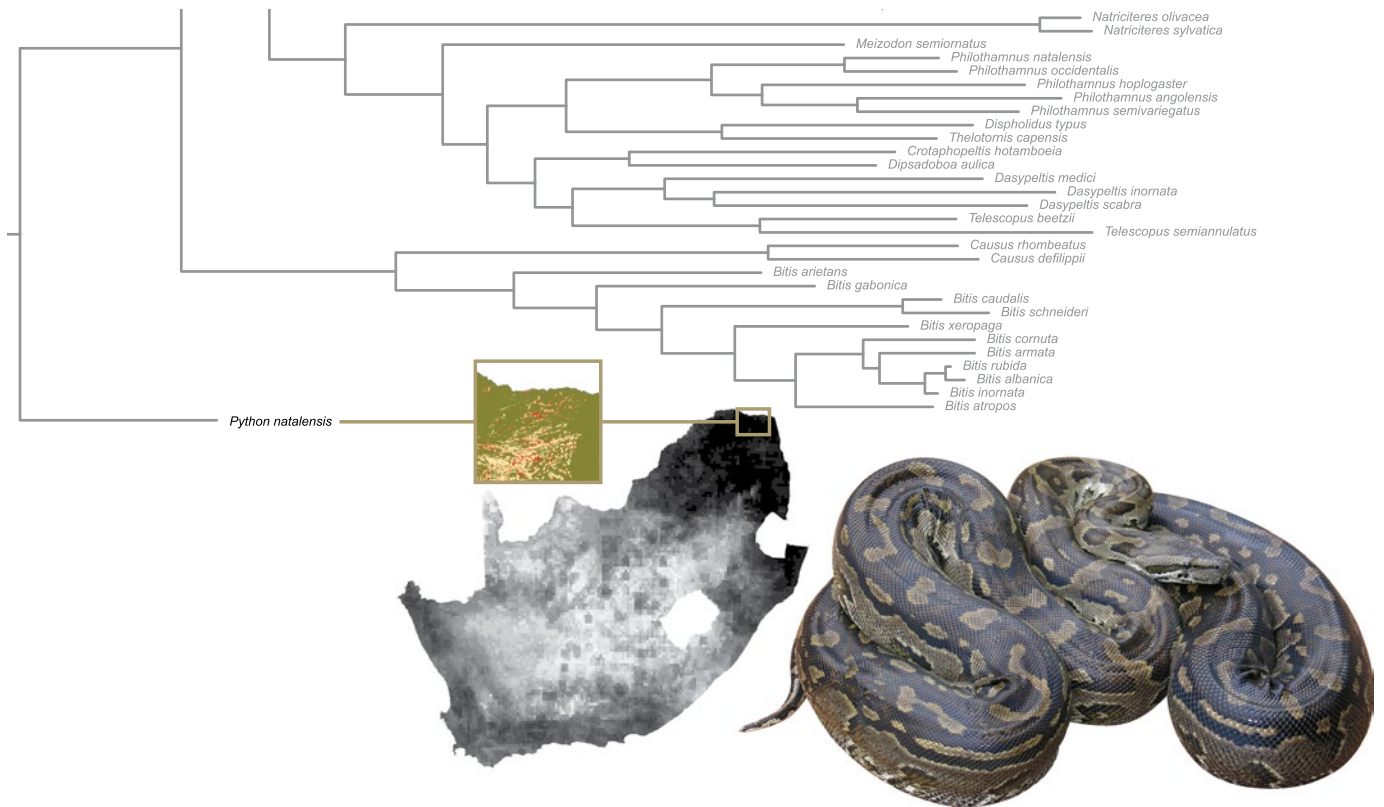 Natriciteres olivacea
Natriciteres sylvatica
Meizodon semiornatus
Philothamnus natalensis
Philothamnus occidentalis
Philothamnus hoplogaster
Philothamnus angolensis
Philothamnus semivariegatus
Dispholidus typus
Thelotornis capensis
Crotaphopeltis hotamboeia
Dipsadoboa aulica
Dasypeltis medici
Dasypeltis inornata
Dasypeltis scabra
Telescopus beetzii
Telescopus semiannulatus
Causus rhombeatus
Causus defilippii
Bitis arietans
Bitis gabonica
Bitis caudalis
Bitis schneideri
Bitis xeropaga
Bitis cornuta
Bitis armata
Bitis rubida
Bitis albanica
Bitis inornata
Bitis atropos
Python natalensis